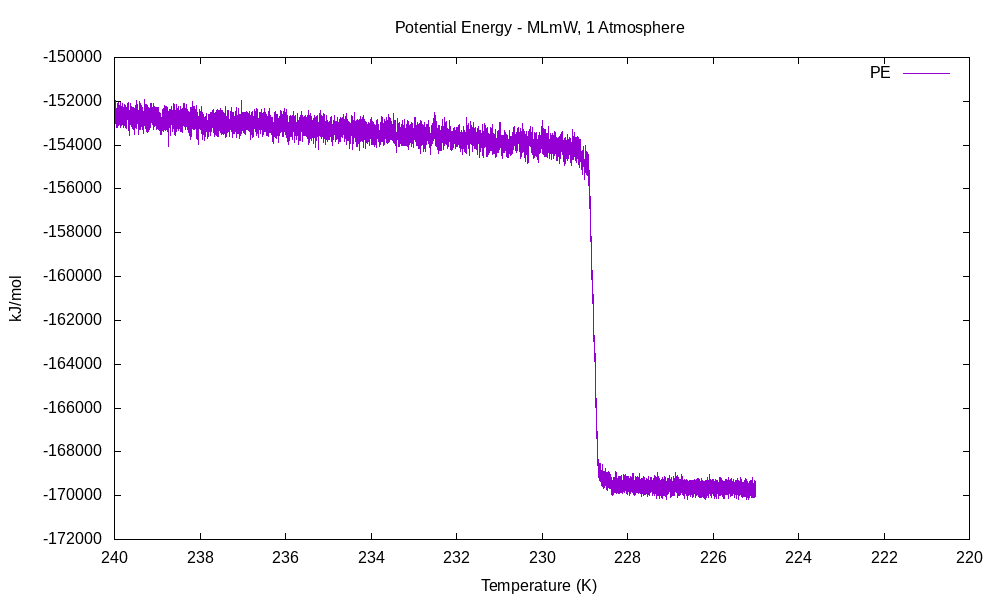 Potential Energy - MLmW, 1 Atmosphere
PE
-150000
-152000
-154000
-156000
-158000
-160000
-162000
-164000
-166000
-168000
-170000
-172000
kJ/mol
240 238 236 234 232 230 228 226 224 222 220
Temperature (K)